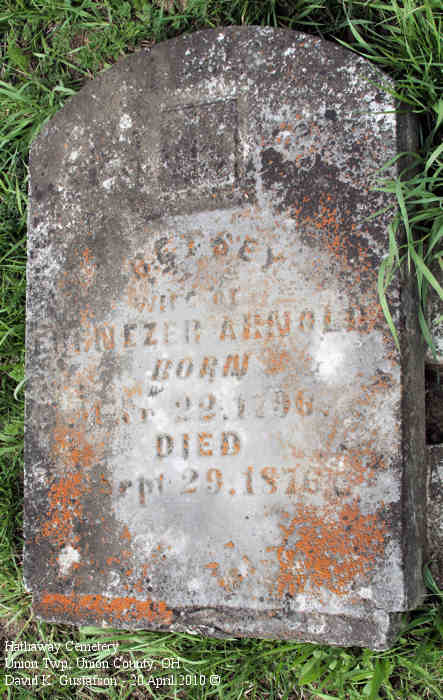 BETSEY
Wife of
EBENEZER ARNOLD
BORN
22, 1796.
DIED
Sept 29, 1876
Hathaway Cemetery
Union Twp, Union County, OH
David K. Gustafson - 20 April 2010 ©